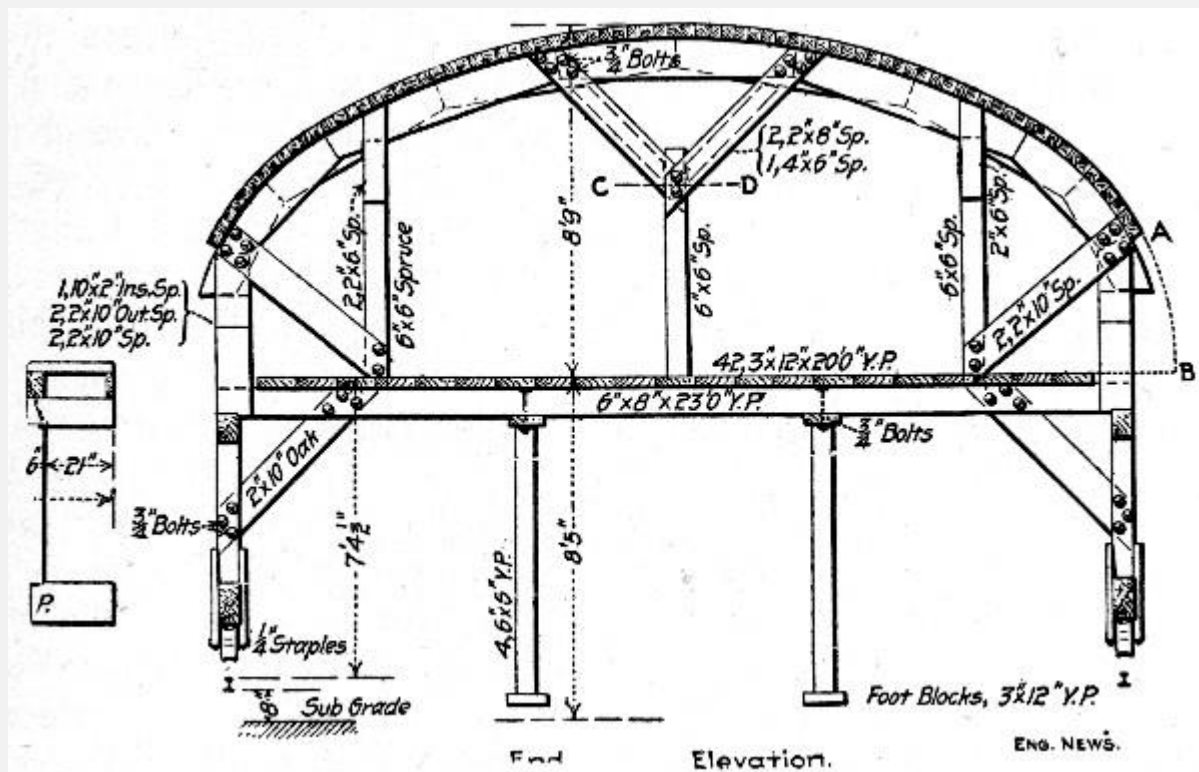 3/4" Bolts
2,2"x8" Sp.
1,4"x6" Sp.
C D
8'9"
A
2,2"x6" Sp.
6"x6" Spruce
6"x6" Sp.
6"x6" Sp.
2"x6" Sp.
2,2"x10" Sp.
1,10"x2" Ins. Sp.
2,2"x10" Out. Sp.
2,2"x10" Sp.
42,3"x12"x20'0" Y.P.
B
6"x8"x23'0" Y.P.
3/4" Bolts
2"x10" Oak
6" 21"
3/4" Bolts
7'4 1/2"
8'5"
4,6"x6" Y.P.
P.
1/4" Staples
I I
8"
Sub Grade
Foot Blocks, 3"x12" Y.P.
End Elevation.
ENG. NEWS.